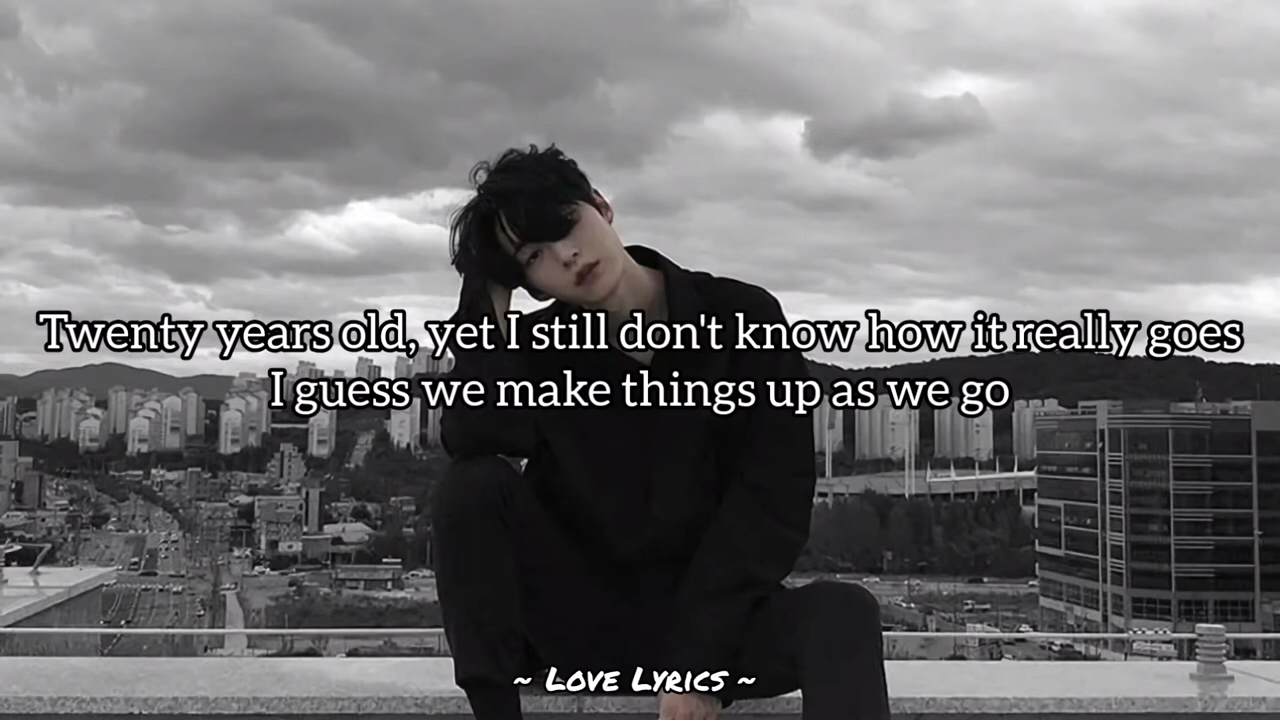 Twenty years old, yet I still don't know how it really goes
I guess we make things up as we go
~ Love Lyrics ~